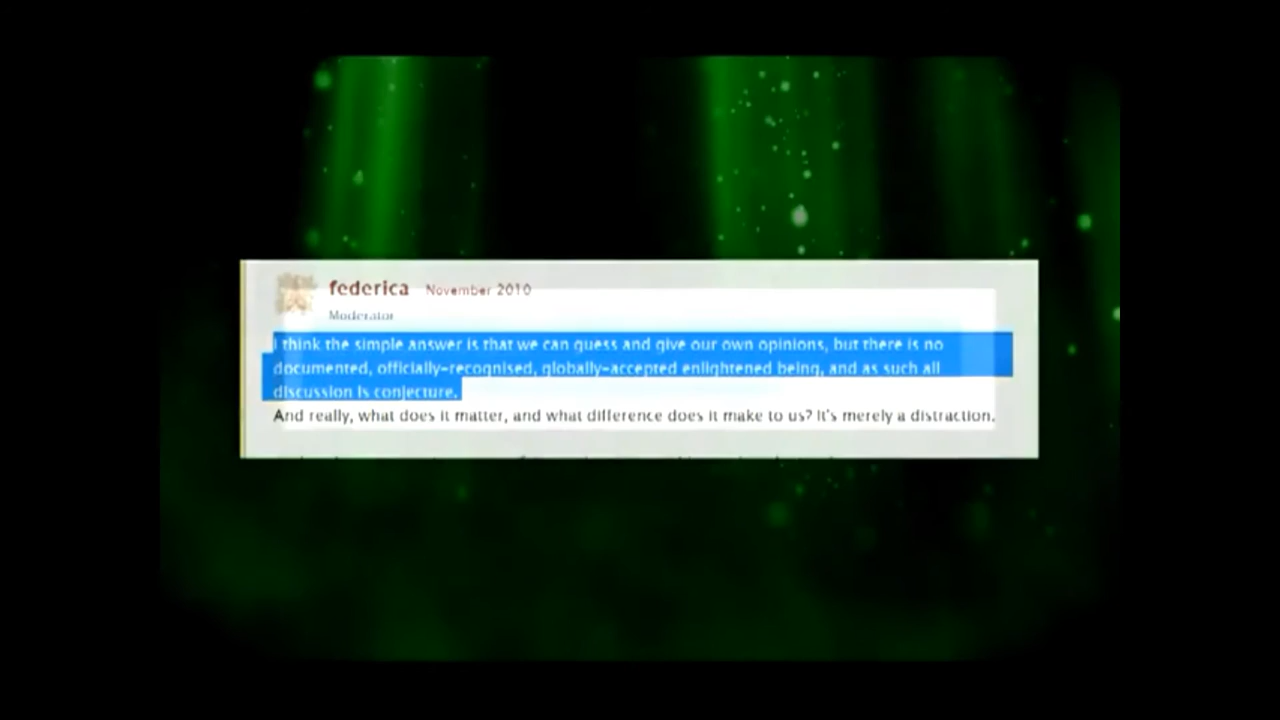 federica November 2010
Moderator
I think the simple answer is that we can guess and give our own opinions, but there is no
documented, officially-recognised, globally-accepted enlightened being, and as such all
discussion is conjecture.
And really, what does it matter, and what difference does it make to us? It's merely a distraction.